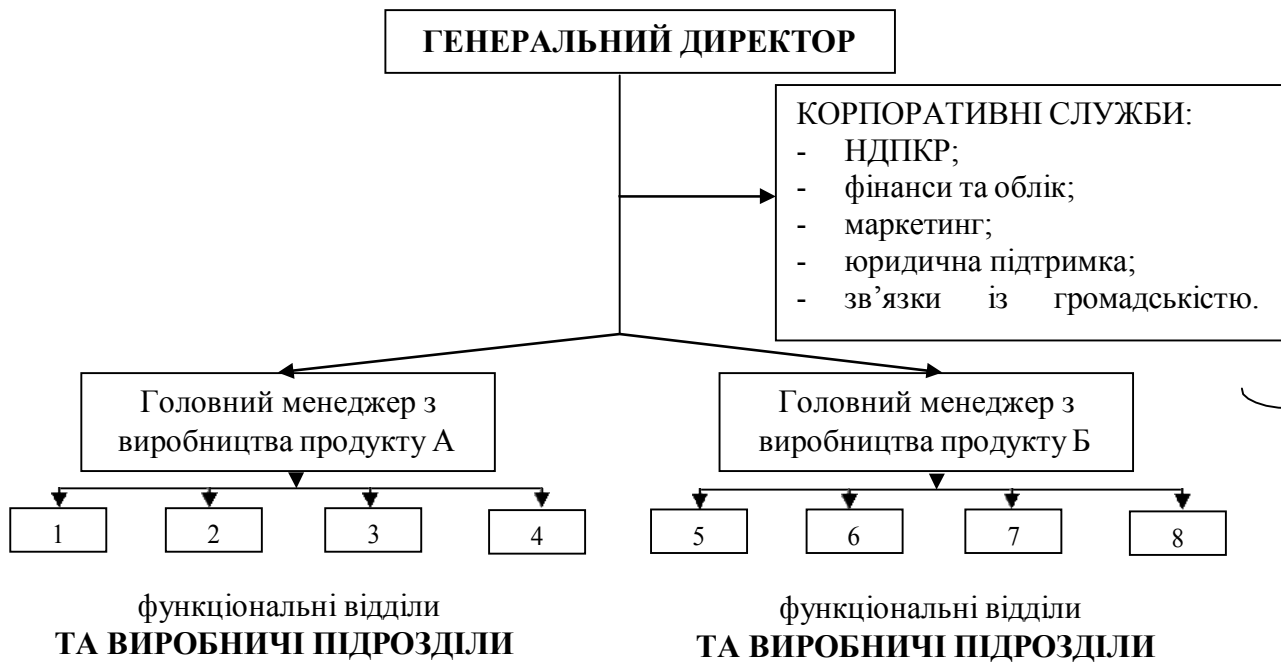 ГЕНЕРАЛЬНИЙ ДИРЕКТОР
КОРПОРАТИВНІ СЛУЖБИ:
- НДПКР;
- фінанси та облік;
- маркетинг;
- юридична підтримка;
- зв’язки із громадськістю.
Головний менеджер з
виробництва продукту А
Головний менеджер з
виробництва продукту Б
1
2
3
4
5
6
7
8
функціональні відділи
ТА ВИРОБНИЧІ ПІДРОЗДІЛИ
функціональні відділи
ТА ВИРОБНИЧІ ПІДРОЗДІЛИ